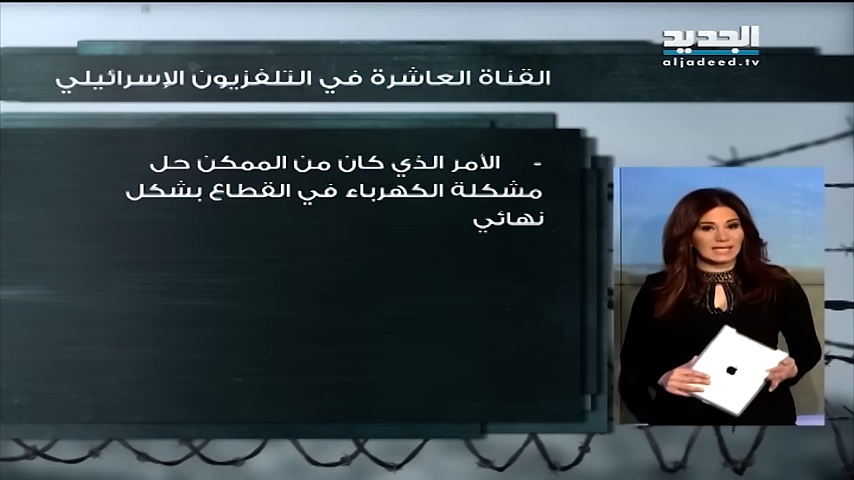 الجديد
aljadeed.tv
القناة العاشرة في التلفزيون الإسرائيلي
- الأمر الذي كان من الممكن حل
مشكلة الكهرباء في القطاع بشكل
نهائي